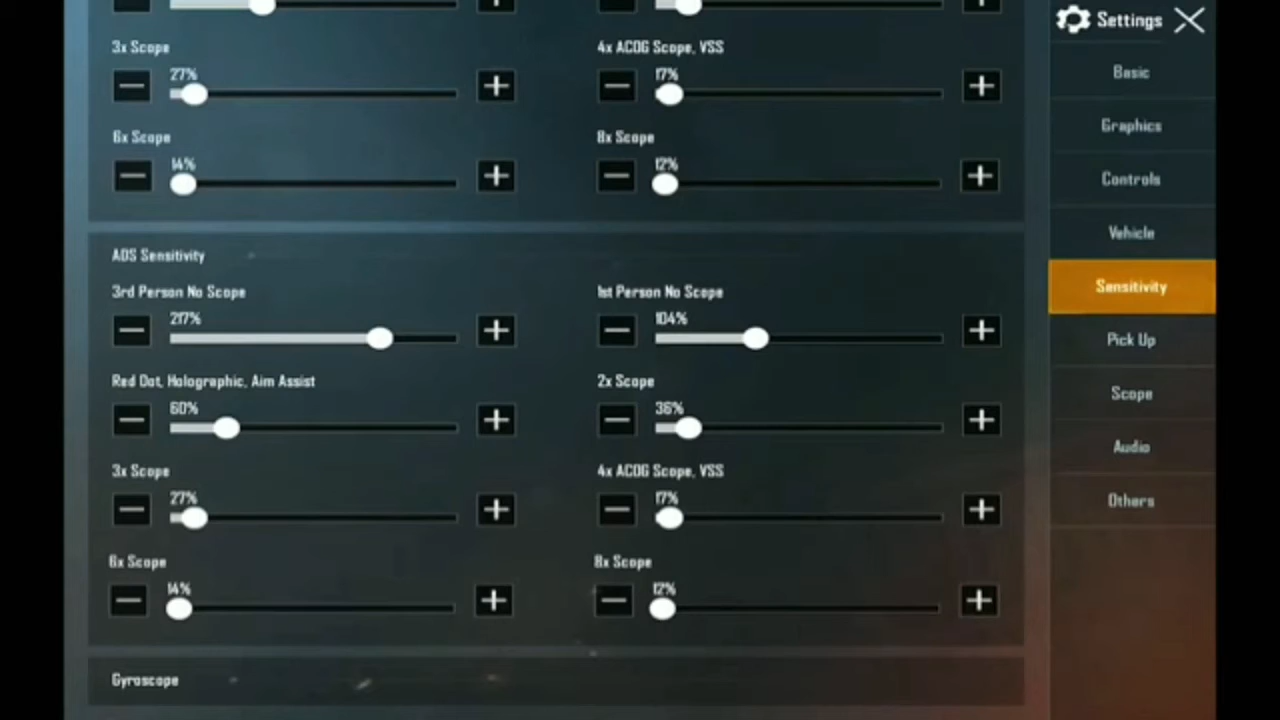 Settings
3x Scope
27%
4x ACOG Scope, VSS
17%
6x Scope
14%
8x Scope
12%
ADS Sensitivity
3rd Person No Scope
217%
1st Person No Scope
104%
Red Dot, Holographic, Aim Assist
60%
2x Scope
36%
3x Scope
27%
4x ACOG Scope, VSS
17%
6x Scope
14%
8x Scope
12%
Gyroscope
Basic
Graphics
Controls
Vehicle
Sensitivity
Pick Up
Scope
Audio
Others